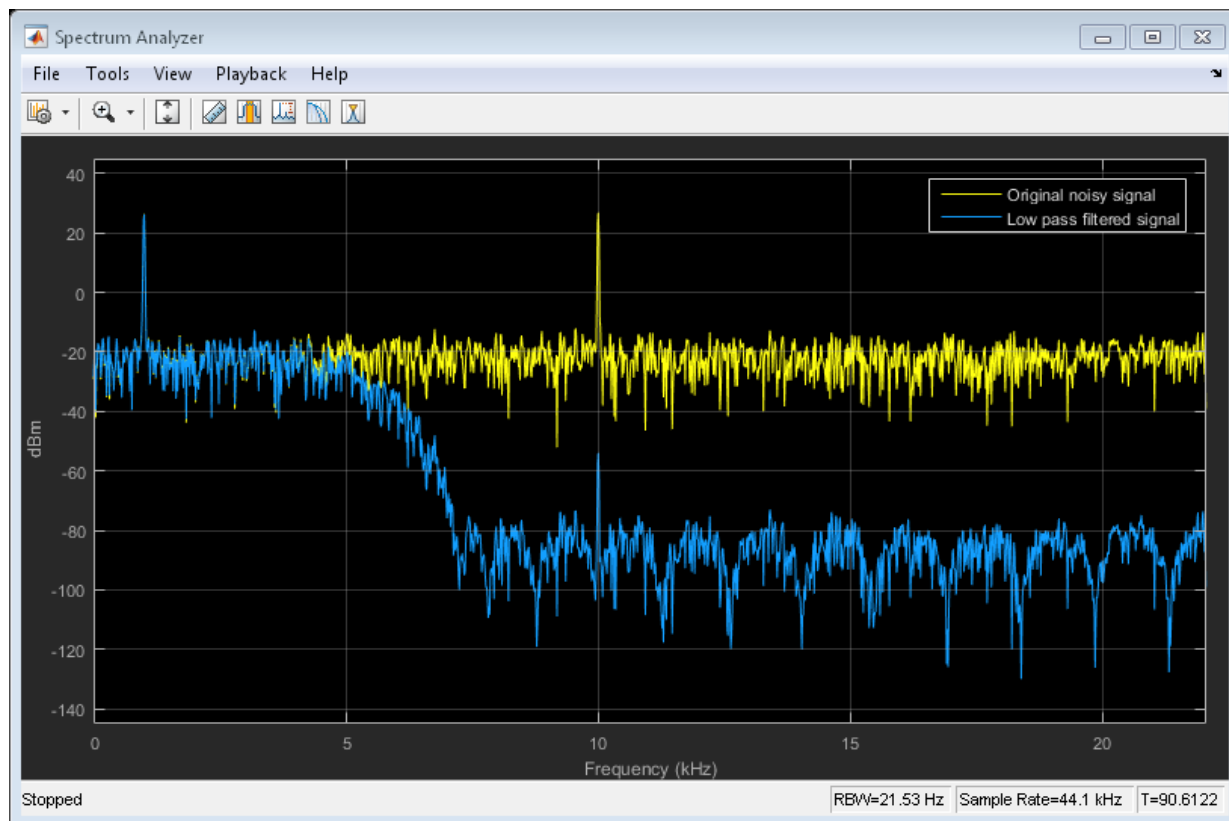 Spectrum Analyzer
File Tools View Playback Help
40
20
0
-20
-40
-60
-80
-100
-120
-140
dBm
Original noisy signal
Low pass filtered signal
0 5 10 15 20
Frequency (kHz)
Stopped RBW=21.53 Hz Sample Rate=44.1 kHz T=90.6122